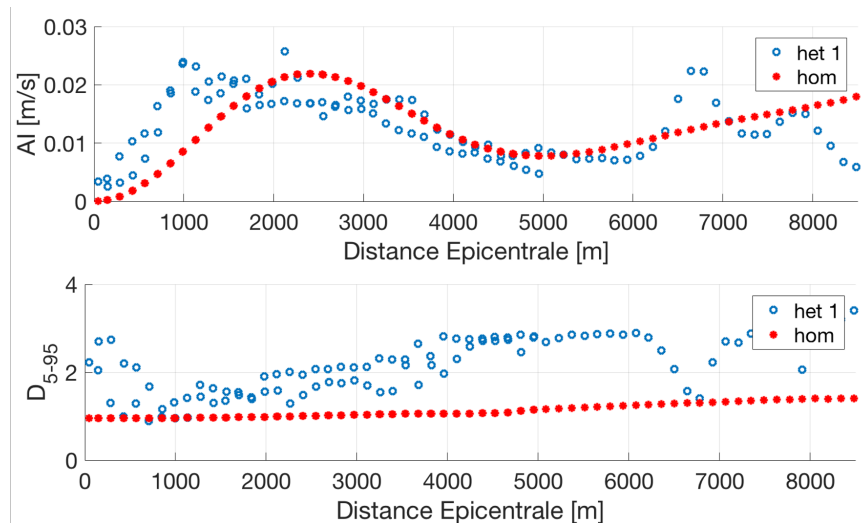 0.03
0.02
0.01
0
AI [m/s]
het 1
hom
0 1000 2000 3000 4000 5000 6000 7000 8000
Distance Epicentrale [m]
4
2
0
D5-95
het 1
hom
0 1000 2000 3000 4000 5000 6000 7000 8000
Distance Epicentrale [m]